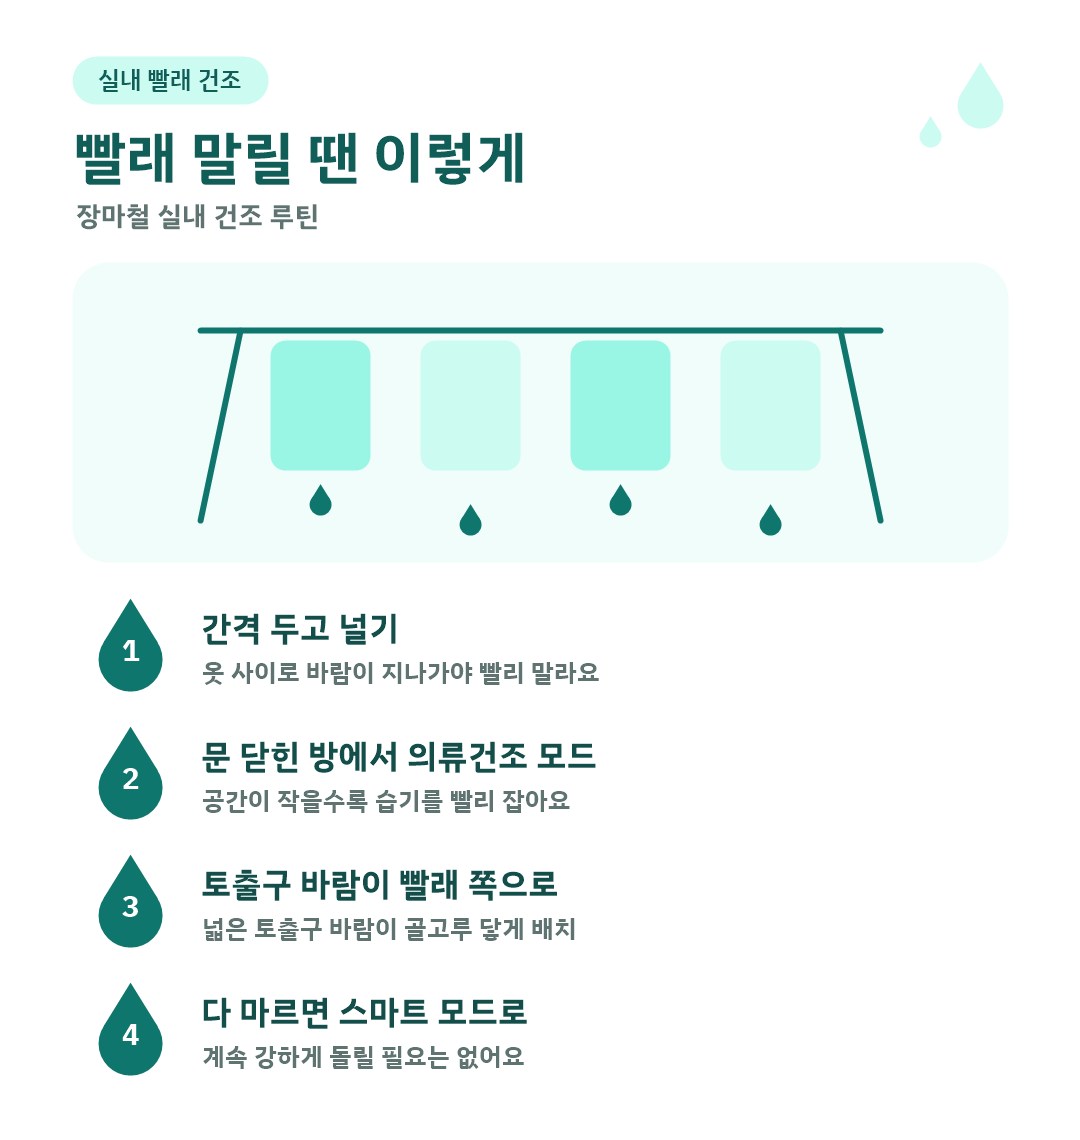 실내 빨래 건조
빨래 말릴 땐 이렇게
장마철 실내 건조 루틴
1
간격 두고 널기
옷 사이로 바람이 지나가야 빨리 말라요
2
문 닫힌 방에서 의류건조 모드
공간이 작을수록 습기를 빨리 잡아요
3
토출구 바람이 빨래 쪽으로
넓은 토출구 바람이 골고루 닿게 배치
4
다 마르면 스마트 모드로
계속 강하게 돌릴 필요는 없어요